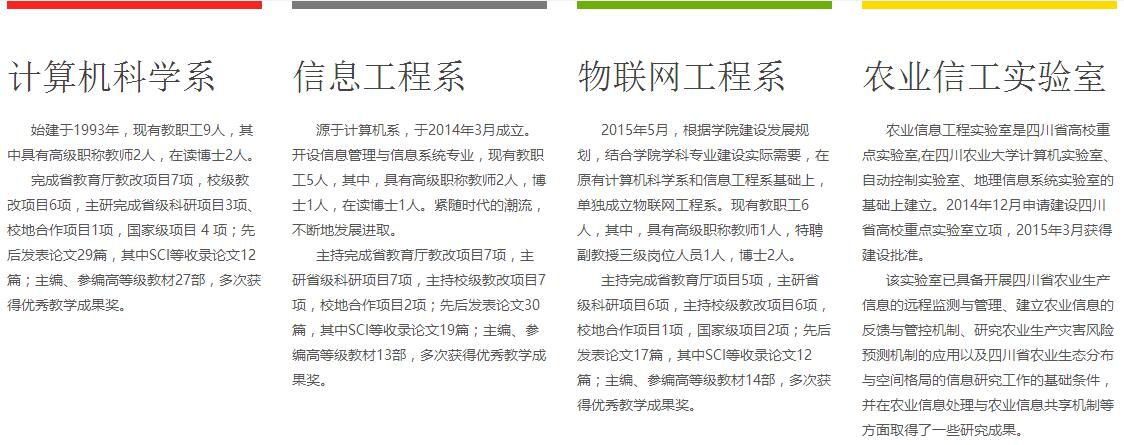 计算机科学系
始建于1993年，现有教职工9人，其
中具有高级职称教师2人，在读博士2人。
完成省教育厅教改项目7项，校级教
改项目6项，主研完成省级科研项目3项、
校地合作项目1项，国家级项目 4 项；先
后发表论文29篇，其中SCI等收录论文12
篇；主编、参编高等级教材27部，多次获
得优秀教学成果奖。
信息工程系
源于计算机系，于2014年3月成立。
开设信息管理与信息系统专业，现有教职
工5人，其中，具有高级职称教师2人，博
士1人，在读博士1人。紧随时代的潮流，
不断地发展进取。
主持完成省教育厅教改项目7项，主
研省级科研项目7项，主持校级教改项目7
项，校地合作项目2项；先后发表论文30
篇，其中SCI等收录论文19篇；主编、参
编高等级教材13部，多次获得优秀教学成
果奖。
物联网工程系
2015年5月，根据学院建设发展规
划，结合学院学科专业建设实际需要，在
原有计算机科学系和信息工程系基础上，
单独成立物联网工程系。现有教职工6
人，其中，具有高级职称教师1人，特聘
副教授三级岗位人员1人，博士2人。
主持完成省教育厅项目5项，主研省
级科研项目6项，主持校级教改项目6项，
校地合作项目1项，国家级项目2项；先后
发表论文17篇，其中SCI等收录论文12
篇；主编、参编高等级教材14部，多次获
得优秀教学成果奖。
农业信工实验室
农业信息工程实验室是四川省高校重
点实验室,在四川农业大学计算机实验室、
自动控制实验室、地理信息系统实验室的
基础上建立。2014年12月申请建设四川
省高校重点实验室立项，2015年3月获得
建设批准。
该实验室已具备开展四川省农业生产
信息的远程监测与管理、建立农业信息的
反馈与管控机制、研究农业生产灾害风险
预测机制的应用以及四川省农业生态分布
与空间格局的信息研究工作的基础条件，
并在农业信息处理与农业信息共享机制等
方面取得了一些研究成果。